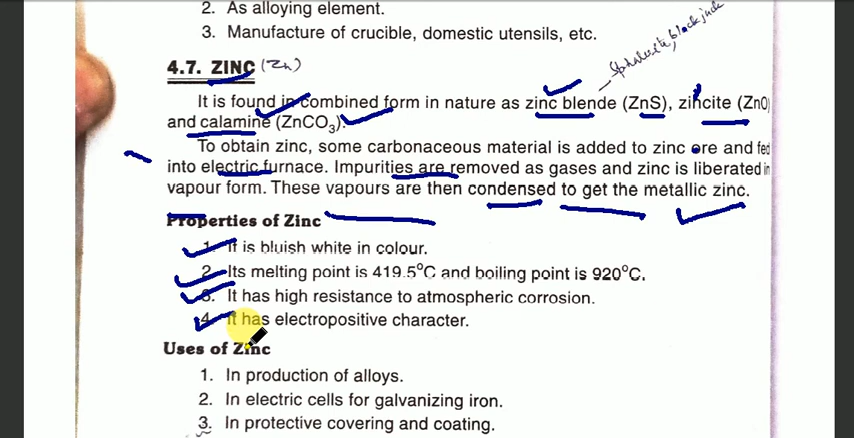 2. As alloying element.
3. Manufacture of crucible, domestic utensils, etc.
4.7. ZINC (Zn)
It is found in combined form in nature as zinc blende (ZnS), zincite (ZnO)
and calamine (ZnCO₃).
To obtain zinc, some carbonaceous material is added to zinc ore and fed
into electric furnace. Impurities are removed as gases and zinc is liberated in
vapour form. These vapours are then condensed to get the metallic zinc.
Properties of Zinc
1. It is bluish white in colour.
2. Its melting point is 419.5°C and boiling point is 920°C.
3. It has high resistance to atmospheric corrosion.
4. It has electropositive character.
Uses of Zinc
1. In production of alloys.
2. In electric cells for galvanizing iron.
3. In protective covering and coating.